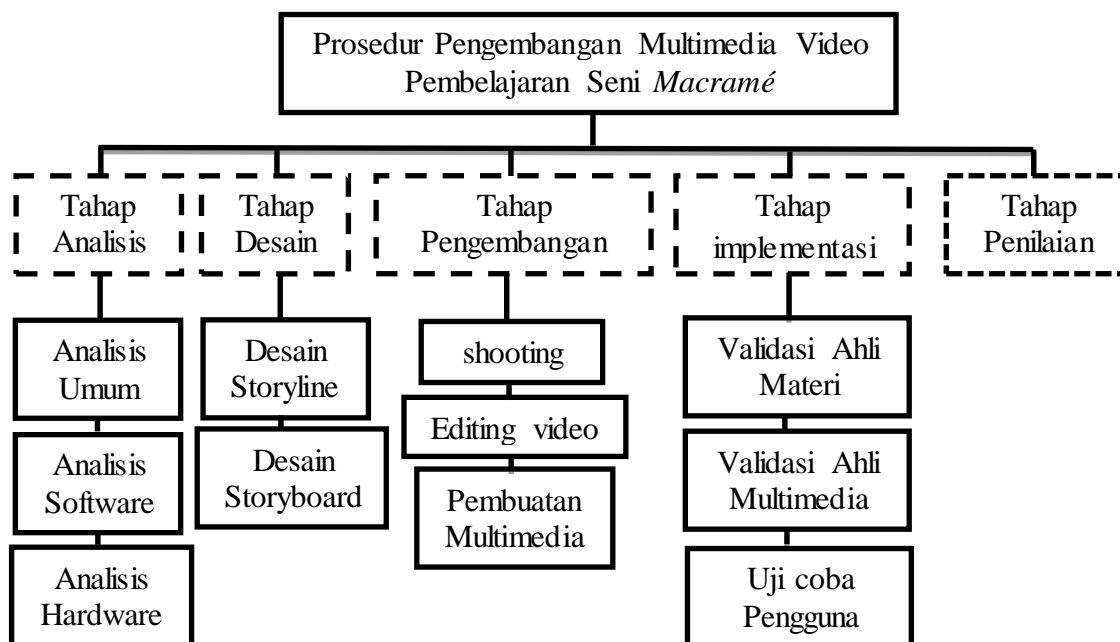 Prosedur Pengembangan Multimedia Video
Pembelajaran Seni Macramé
Tahap
Analisis
Tahap
Desain
Tahap
Pengembangan
Tahap
implementasi
Tahap
Penilaian
Analisis
Umum
Analisis
Software
Analisis
Hardware
Desain
Storyline
Desain
Storyboard
shooting
Editing video
Pembuatan
Multimedia
Validasi Ahli
Materi
Validasi Ahli
Multimedia
Uji coba
Pengguna